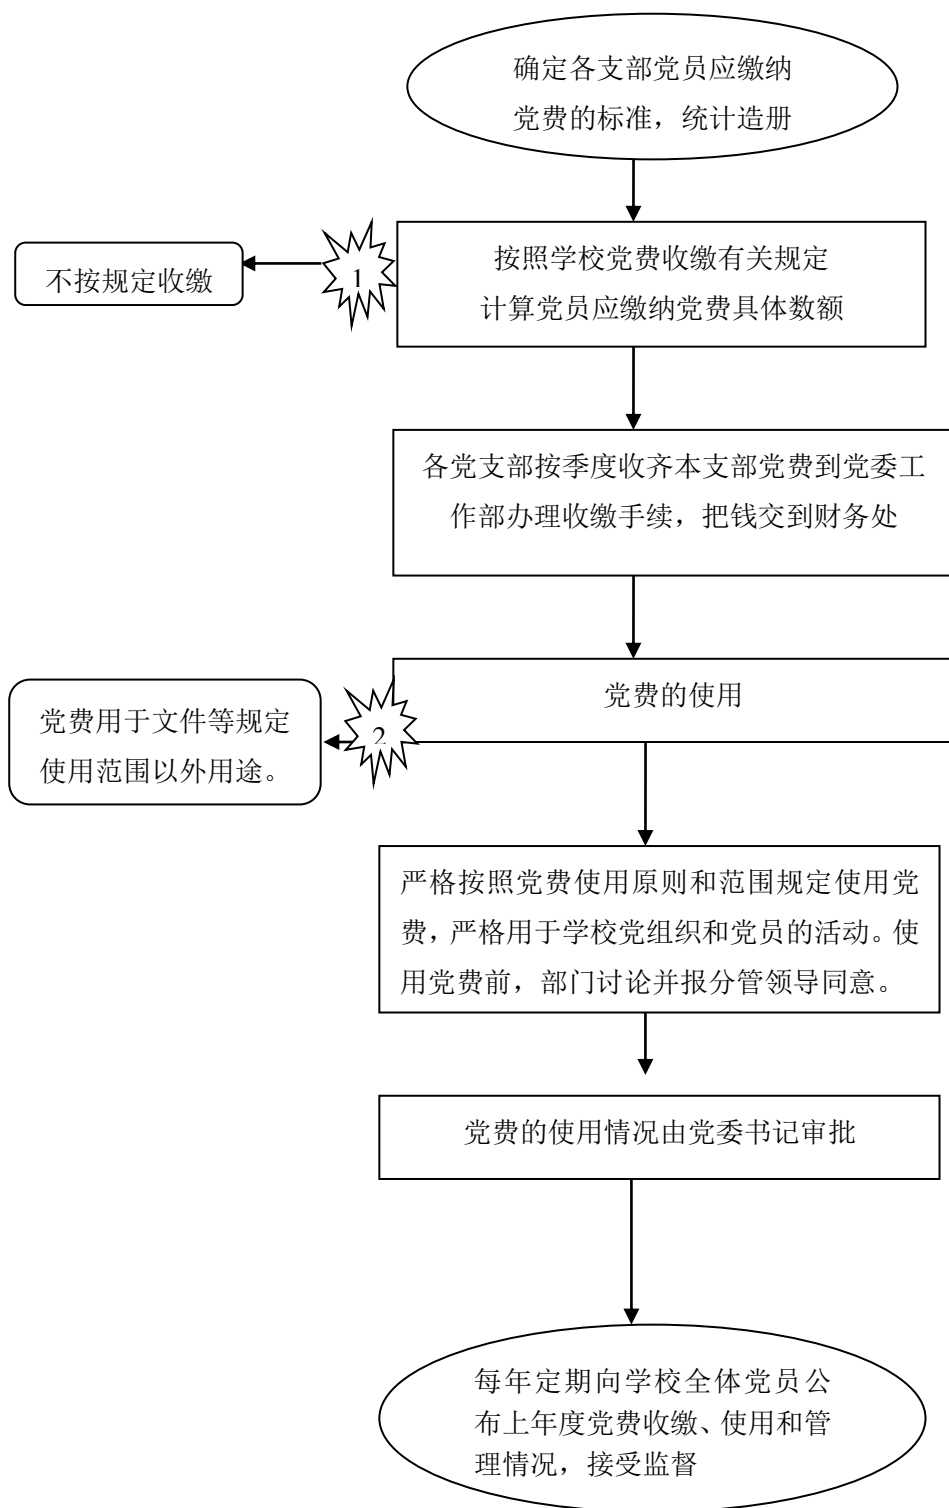 确定各支部党员应缴纳
党费的标准，统计造册
按照学校党费收缴有关规定
计算党员应缴纳党费具体数额
1
不按规定收缴
各党支部按季度收齐本支部党费到党委工
作部办理收缴手续，把钱交到财务处
党费的使用
2
党费用于文件等规定
使用范围以外用途。
严格按照党费使用原则和范围规定使用党
费，严格用于学校党组织和党员的活动。使
用党费前，部门讨论并报分管领导同意。
党费的使用情况由党委书记审批
每年定期向学校全体党员公
布上年度党费收缴、使用和管
理情况，接受监督